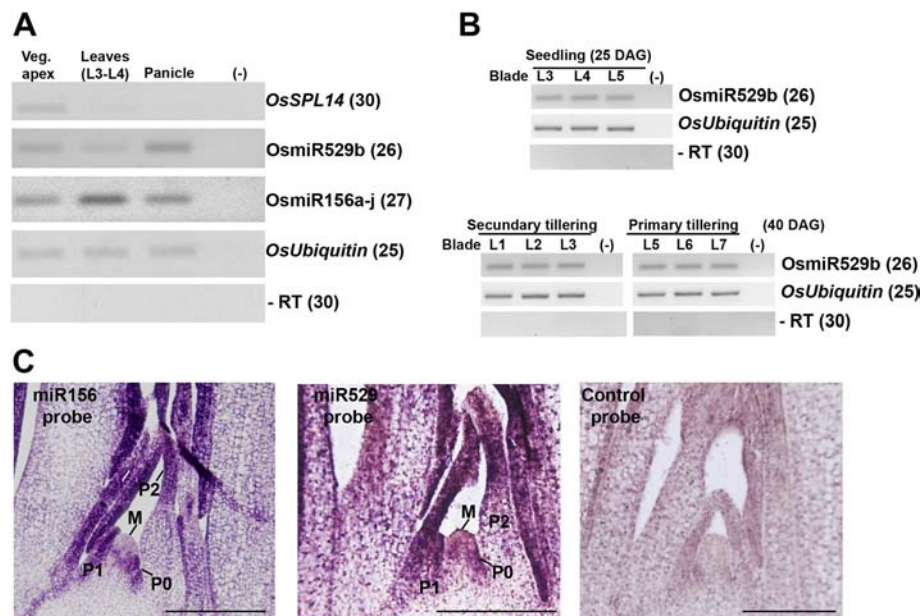 A
Veg. apex Leaves (L3-L4) Panicle (-)
OsSPL14 (30)
OsmiR529b (26)
OsmiR156a-j (27)
OsUbiquitin (25)
- RT (30)
B
Seedling (25 DAG)
Blade L3 L4 L5 (-)
OsmiR529b (26)
OsUbiquitin (25)
- RT (30)
Secundary tillering Primary tillering (40 DAG)
Blade L1 L2 L3 (-) L5 L6 L7 (-)
OsmiR529b (26)
OsUbiquitin (25)
- RT (30)
C
miR156 probe
P2
M
P1
P0
miR529 probe
M
P2
P1
P0
Control probe